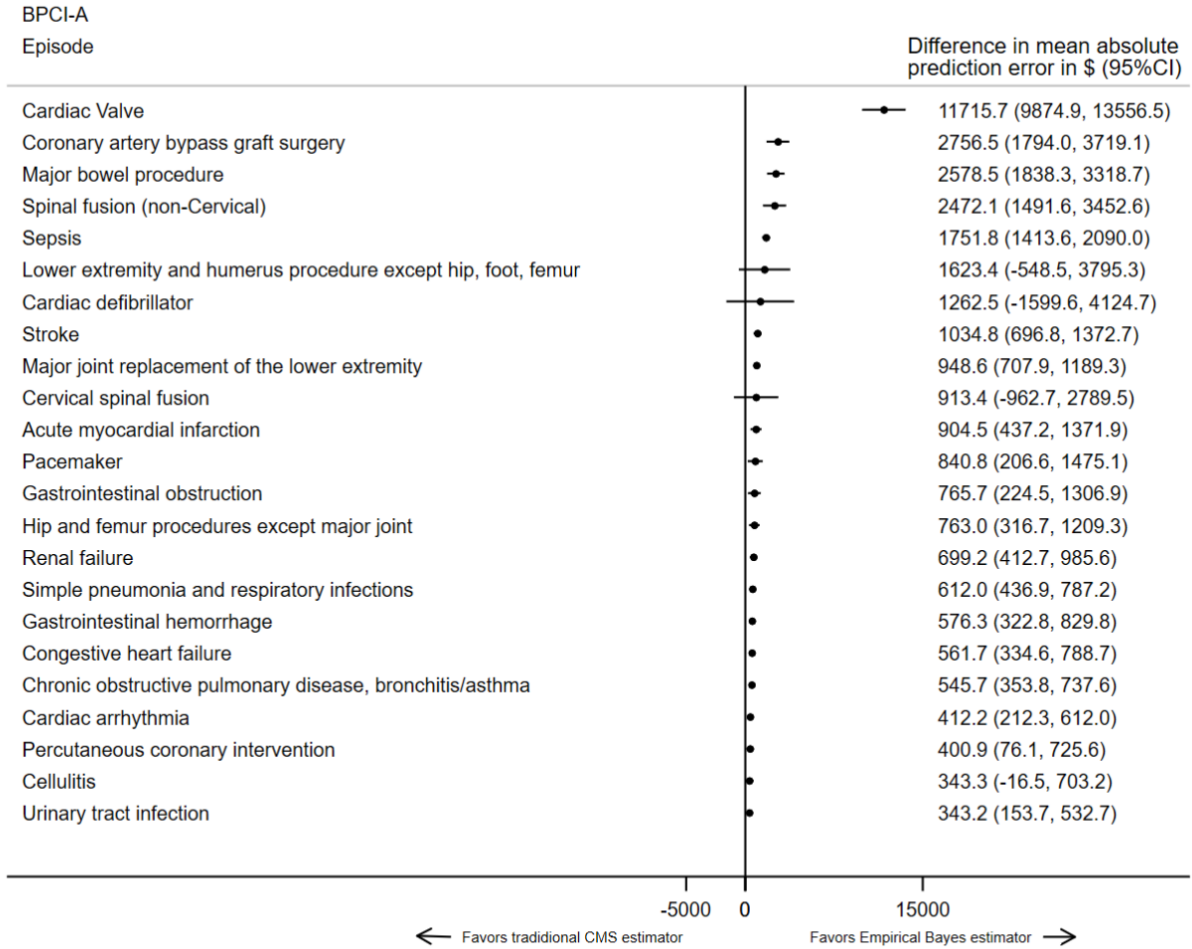 BPCI-A
Episode
Difference in mean absolute
prediction error in $ (95%CI)
Cardiac Valve 11715.7 (9874.9, 13556.5)
Coronary artery bypass graft surgery 2756.5 (1794.0, 3719.1)
Major bowel procedure 2578.5 (1838.3, 3318.7)
Spinal fusion (non-Cervical) 2472.1 (1491.6, 3452.6)
Sepsis 1751.8 (1413.6, 2090.0)
Lower extremity and humerus procedure except hip, foot, femur 1623.4 (-548.5, 3795.3)
Cardiac defibrillator 1262.5 (-1599.6, 4124.7)
Stroke 1034.8 (696.8, 1372.7)
Major joint replacement of the lower extremity 948.6 (707.9, 1189.3)
Cervical spinal fusion 913.4 (-962.7, 2789.5)
Acute myocardial infarction 904.5 (437.2, 1371.9)
Pacemaker 840.8 (206.6, 1475.1)
Gastrointestinal obstruction 765.7 (224.5, 1306.9)
Hip and femur procedures except major joint 763.0 (316.7, 1209.3)
Renal failure 699.2 (412.7, 985.6)
Simple pneumonia and respiratory infections 612.0 (436.9, 787.2)
Gastrointestinal hemorrhage 576.3 (322.8, 829.8)
Congestive heart failure 561.7 (334.6, 788.7)
Chronic obstructive pulmonary disease, bronchitis/asthma 545.7 (353.8, 737.6)
Cardiac arrhythmia 412.2 (212.3, 612.0)
Percutaneous coronary intervention 400.9 (76.1, 725.6)
Cellulitis 343.3 (-16.5, 703.2)
Urinary tract infection 343.2 (153.7, 532.7)
-5000 0 15000
Favors tradidional CMS estimator Favors Empirical Bayes estimator